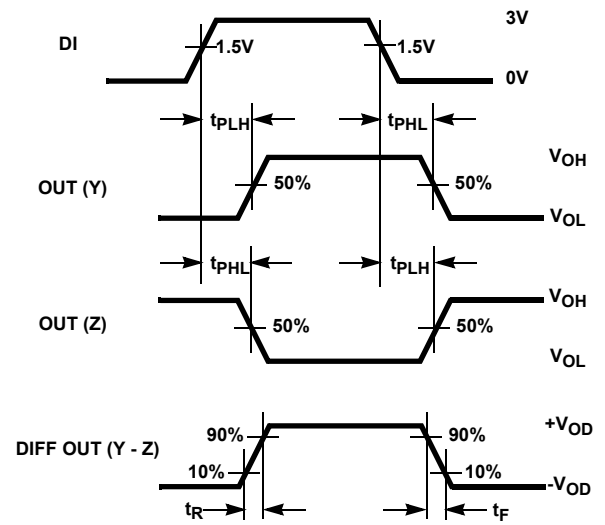 3V
DI
1.5V
1.5V
0V
tPLH
tPHL
VOH
OUT (Y)
50%
50%
VOL
tPHL
tPLH
VOH
OUT (Z)
50%
50%
VOL
+VOD
DIFF OUT (Y - Z)
90%
90%
10%
10%
-VOD
tR
tF